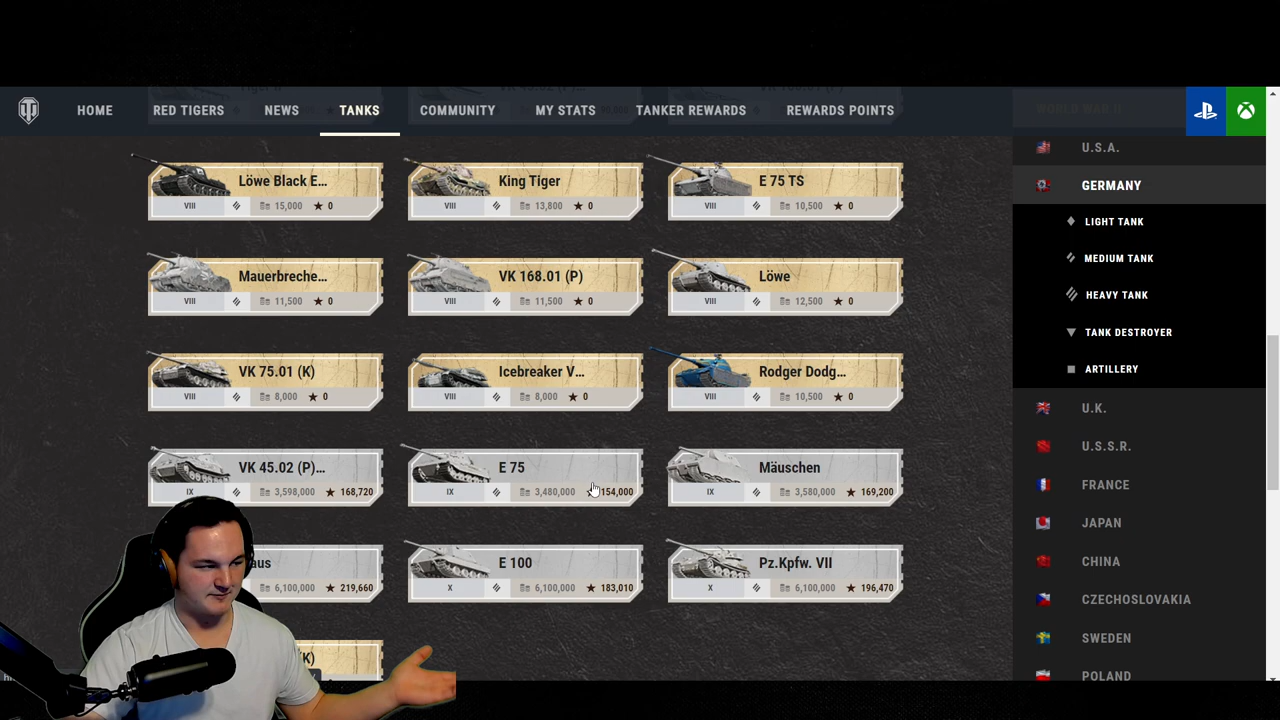 HOME RED TIGERS NEWS TANKS COMMUNITY MY STATS TANKER REWARDS REWARDS POINTS
WORLD WAR II
Löwe Black E... King Tiger E 75 TS
VIII 15,000 ★ 0 VIII 13,800 ★ 0 VIII 10,500 ★ 0
Mauerbreche... VK 168.01 (P) Löwe
VIII 11,500 ★ 0 VIII 11,500 ★ 0 VIII 12,500 ★ 0
VK 75.01 (K) Icebreaker V... Rodger Dodg...
VIII 8,000 ★ 0 VIII 8,000 ★ 0 VIII 10,500 ★ 0
VK 45.02 (P)... E 75 Mäuschen
IX 3,598,000 ★ 168,720 IX 3,480,000 154,000 IX 3,580,000 ★ 169,200
aus E 100 Pz.Kpfw. VII
6,100,000 ★ 219,660 X 6,100,000 ★ 183,010 X 6,100,000 ★ 196,470
(K)
U.S.A.
GERMANY
LIGHT TANK
MEDIUM TANK
HEAVY TANK
TANK DESTROYER
ARTILLERY
U.K.
U.S.S.R.
FRANCE
JAPAN
CHINA
CZECHOSLOVAKIA
SWEDEN
POLAND